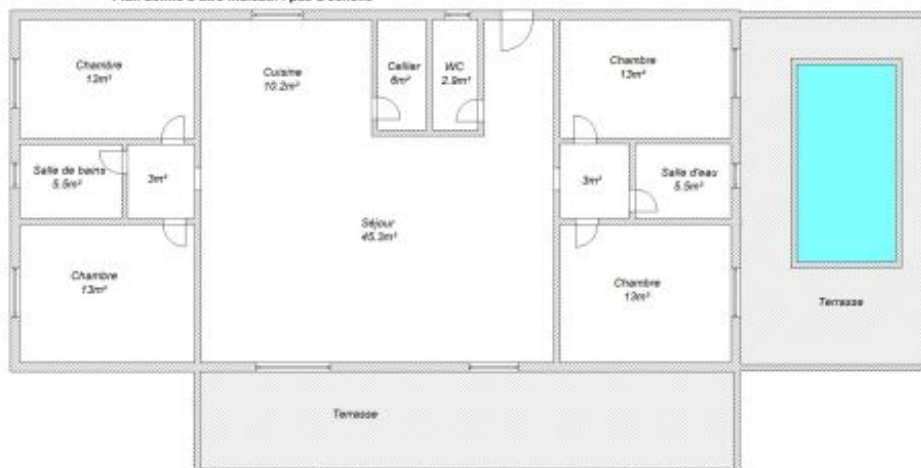 Chambre
13m²
Cuisine
10.2m²
Cellier
6m²
WC
2.9m²
Chambre
13m²
Salle de bains
5.5m²
3m²
3m²
Salle d'eau
5.5m²
Séjour
45.3m²
Chambre
13m²
Chambre
13m²
Terrasse
Terrasse